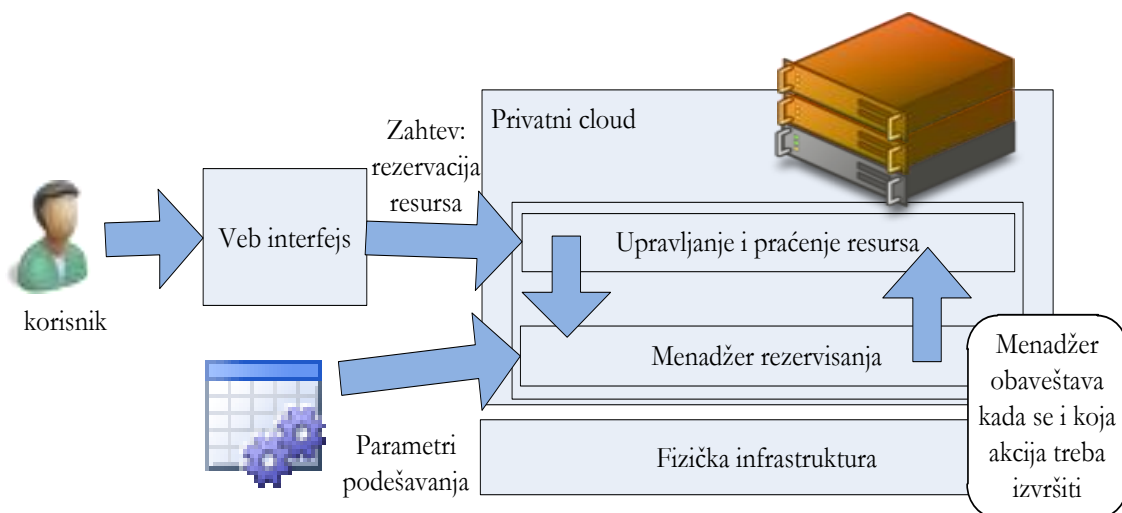 Privatni cloud
Zahtev:
rezervacija
resursa
Veb interfejs
Upravljanje i praćenje resursa
korisnik
Menadžer rezervisanja
Menadžer
obaveštava
kada se i koja
akcija treba
izvršiti
Parametri
podešavanja
Fizička infrastruktura